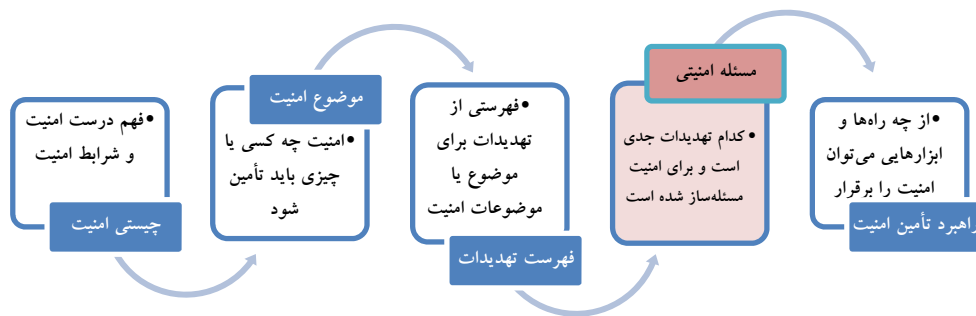 • فهم درست امنیت
و شرابط امنیت
چیستی امنیت
موضوع امنیت
• امنیت چه کسی یا
چیزی باید تأمین
شود
• فهرستی از
تهدیدات برای
موضوع یا
موضوعات امنیت
فهرست تهدیدات
مسئله امنیتی
• کدام تهدیدات جدی
است و برای امنیت
مسئله‌ساز شده است
• از چه راه‌ها و
ابزارهایی می‌توان
امنیت را برقرار
راهبرد تأمین امنیت